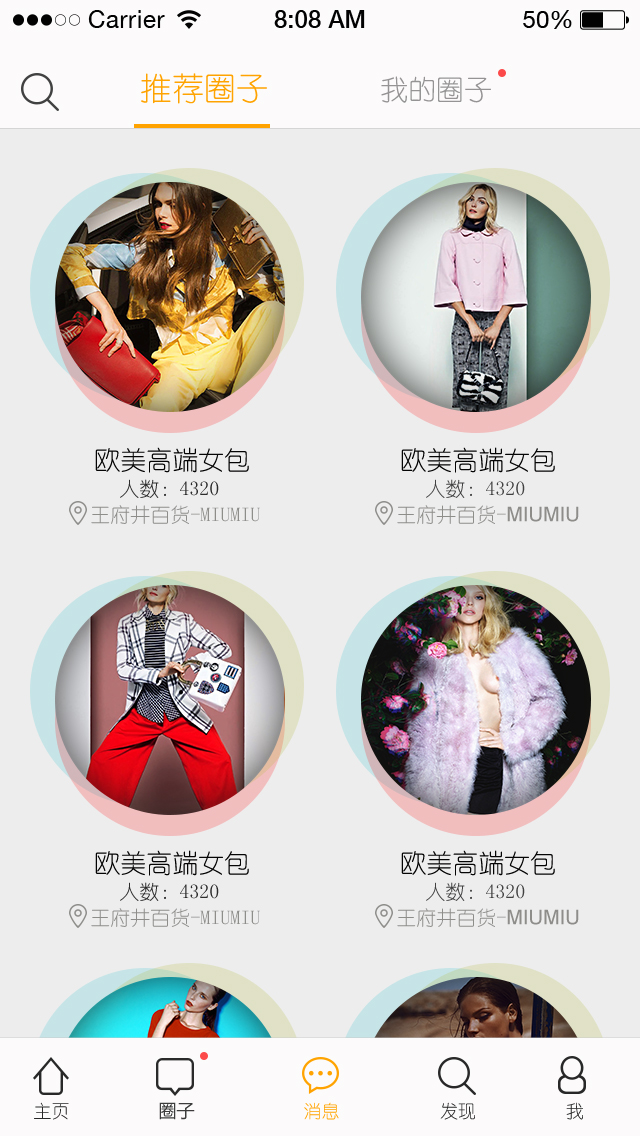 Carrier 8:08 AM 50%
推荐圈子 我的圈子
欧美高端女包 欧美高端女包
人数：4320 人数：4320
王府井百货-MIUMIU 王府井百货-MIUMIU
欧美高端女包 欧美高端女包
人数：4320 人数：4320
王府井百货-MIUMIU 王府井百货-MIUMIU
主页 圈子 消息 发现 我